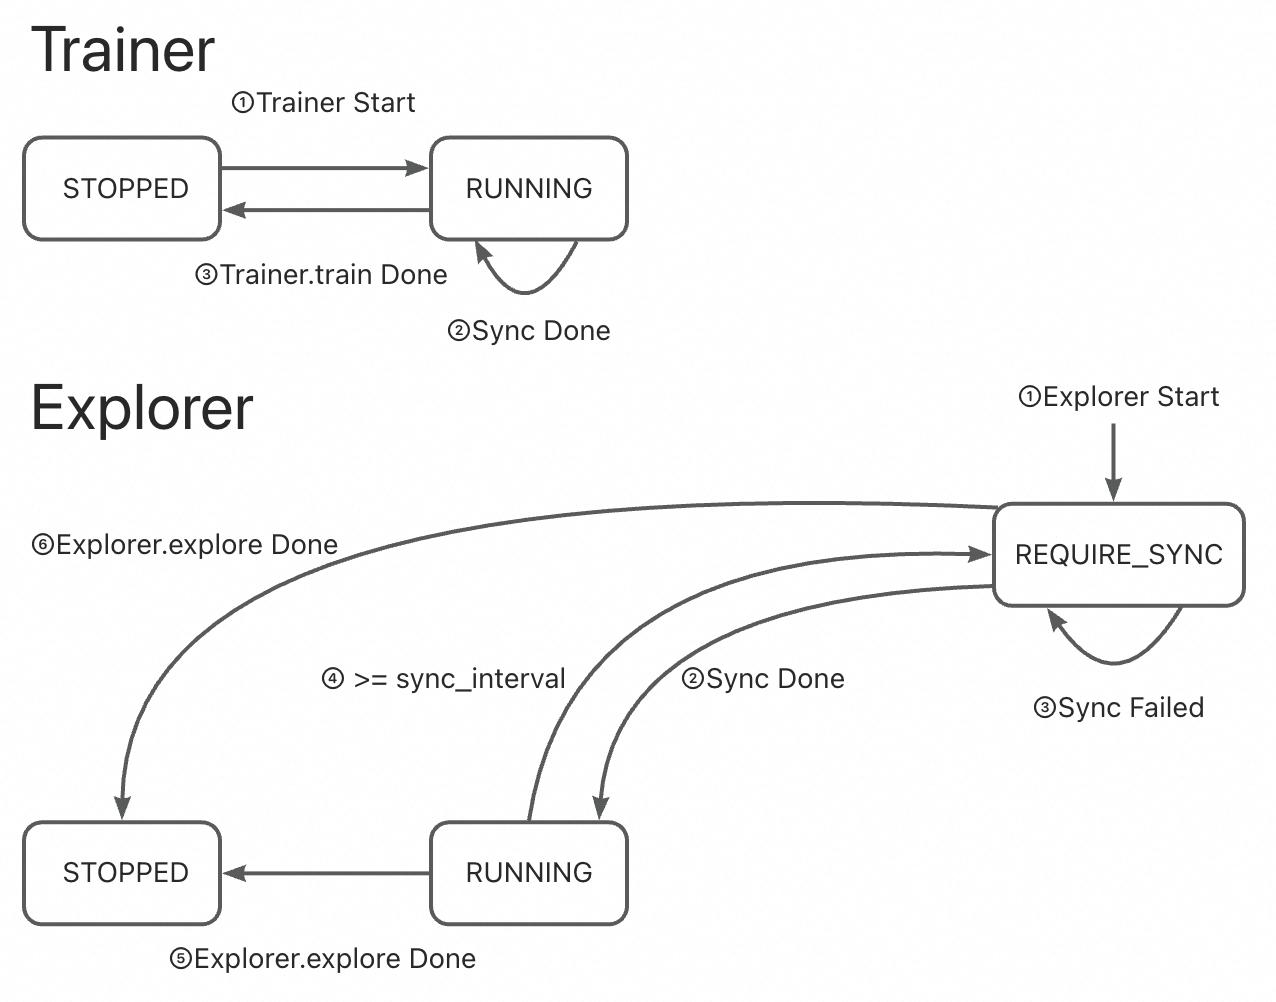 Trainer
①Trainer Start
STOPPED
RUNNING
③Trainer.train Done
②Sync Done
Explorer
①Explorer Start
⑥Explorer.explore Done
REQUIRE_SYNC
④ >= sync_interval
②Sync Done
③Sync Failed
STOPPED
RUNNING
⑤Explorer.explore Done